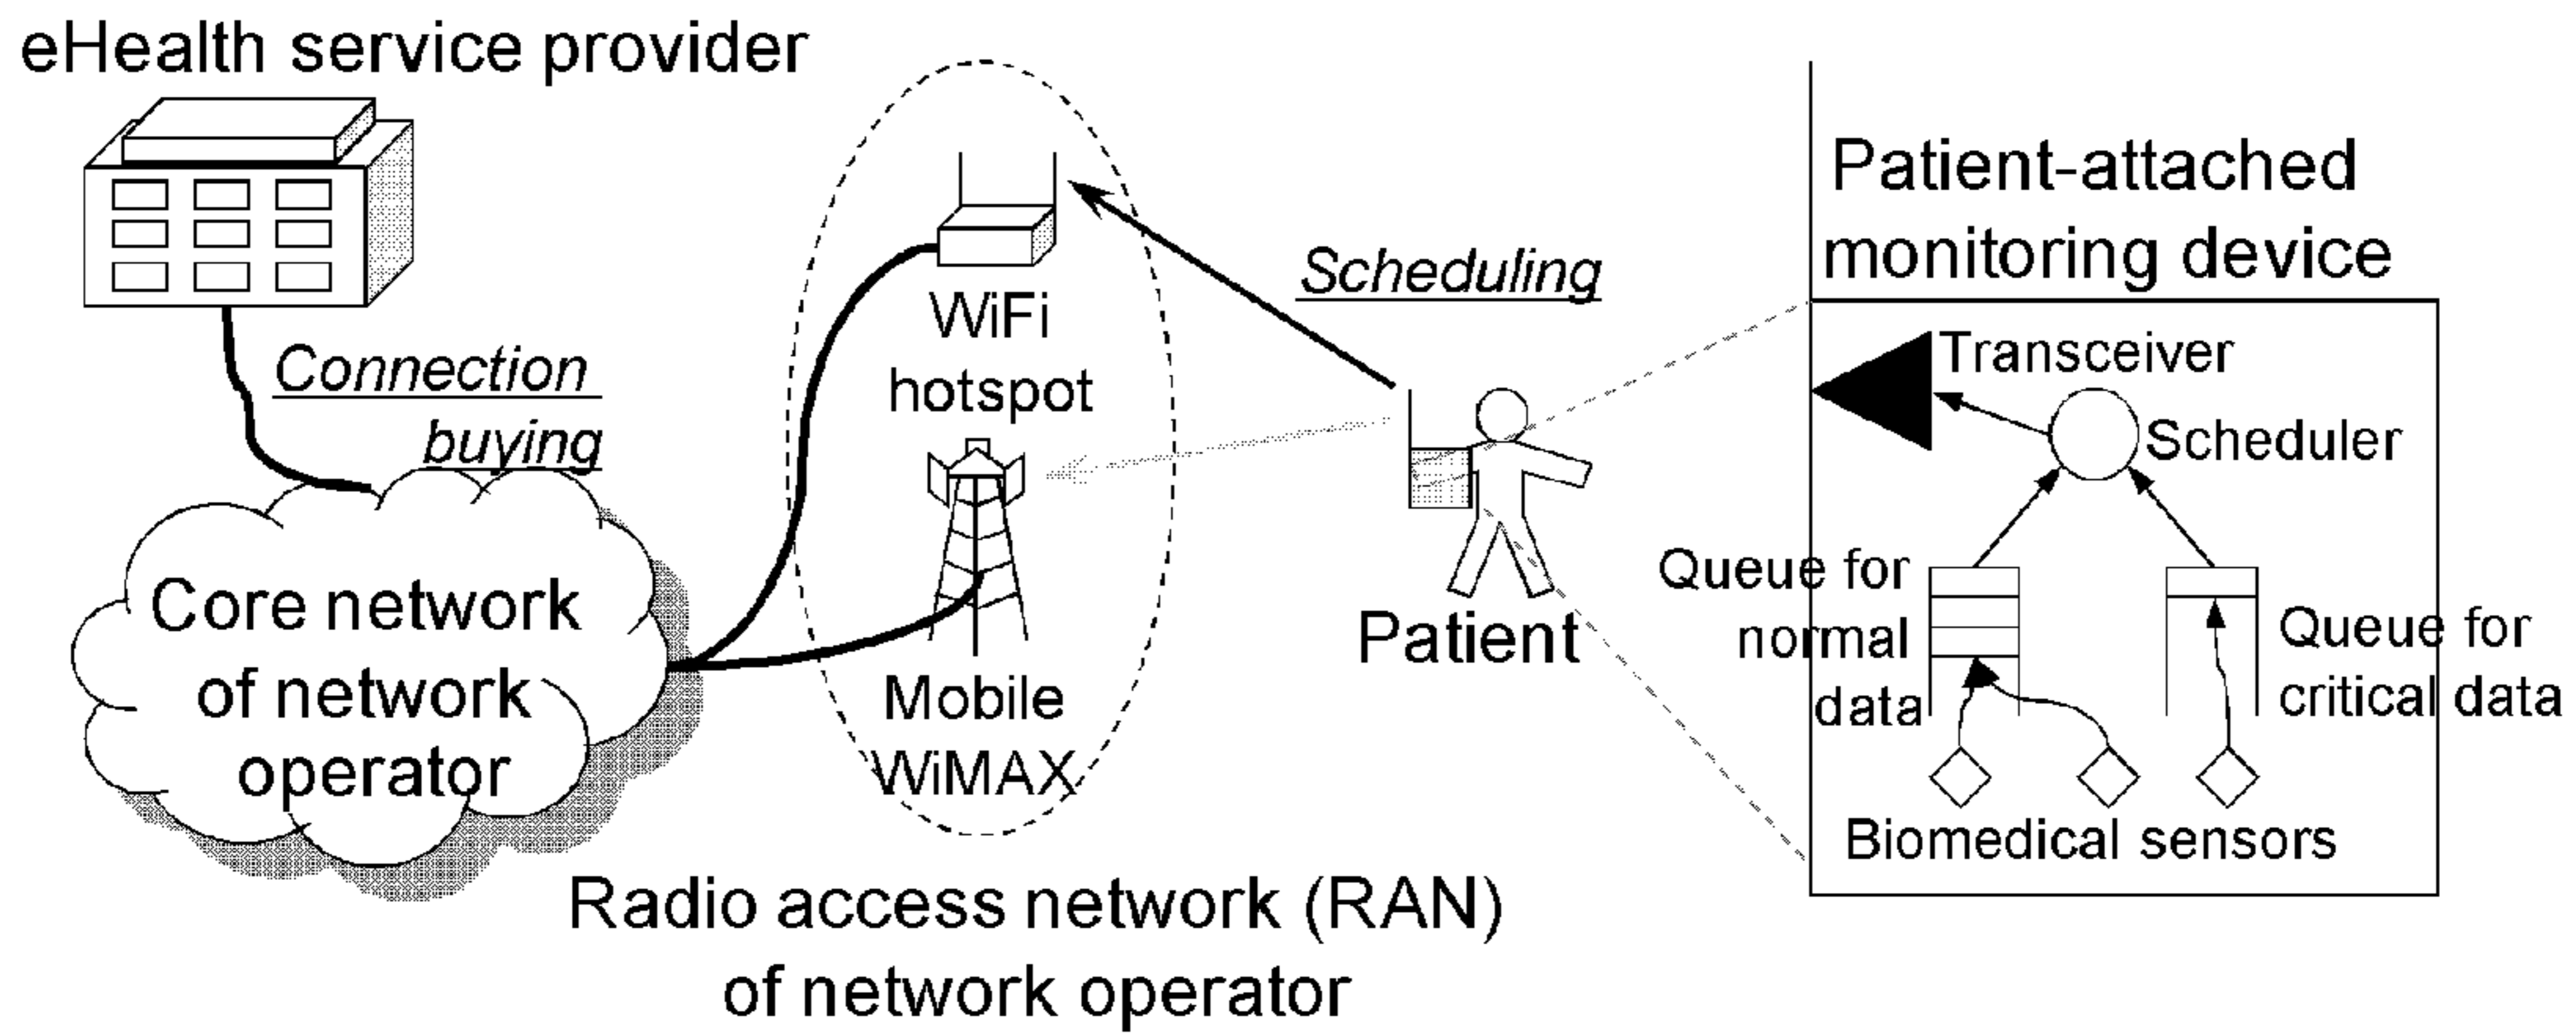 eHealth service provider
Connection
buying
Core network
of network
operator
WiFi
hotspot
Mobile
WiMAX
Radio access network (RAN)
of network operator
Scheduling
Patient
Patient-attached
monitoring device
Transceiver
Scheduler
Queue for
normal
data
Queue for
critical data
Biomedical sensors